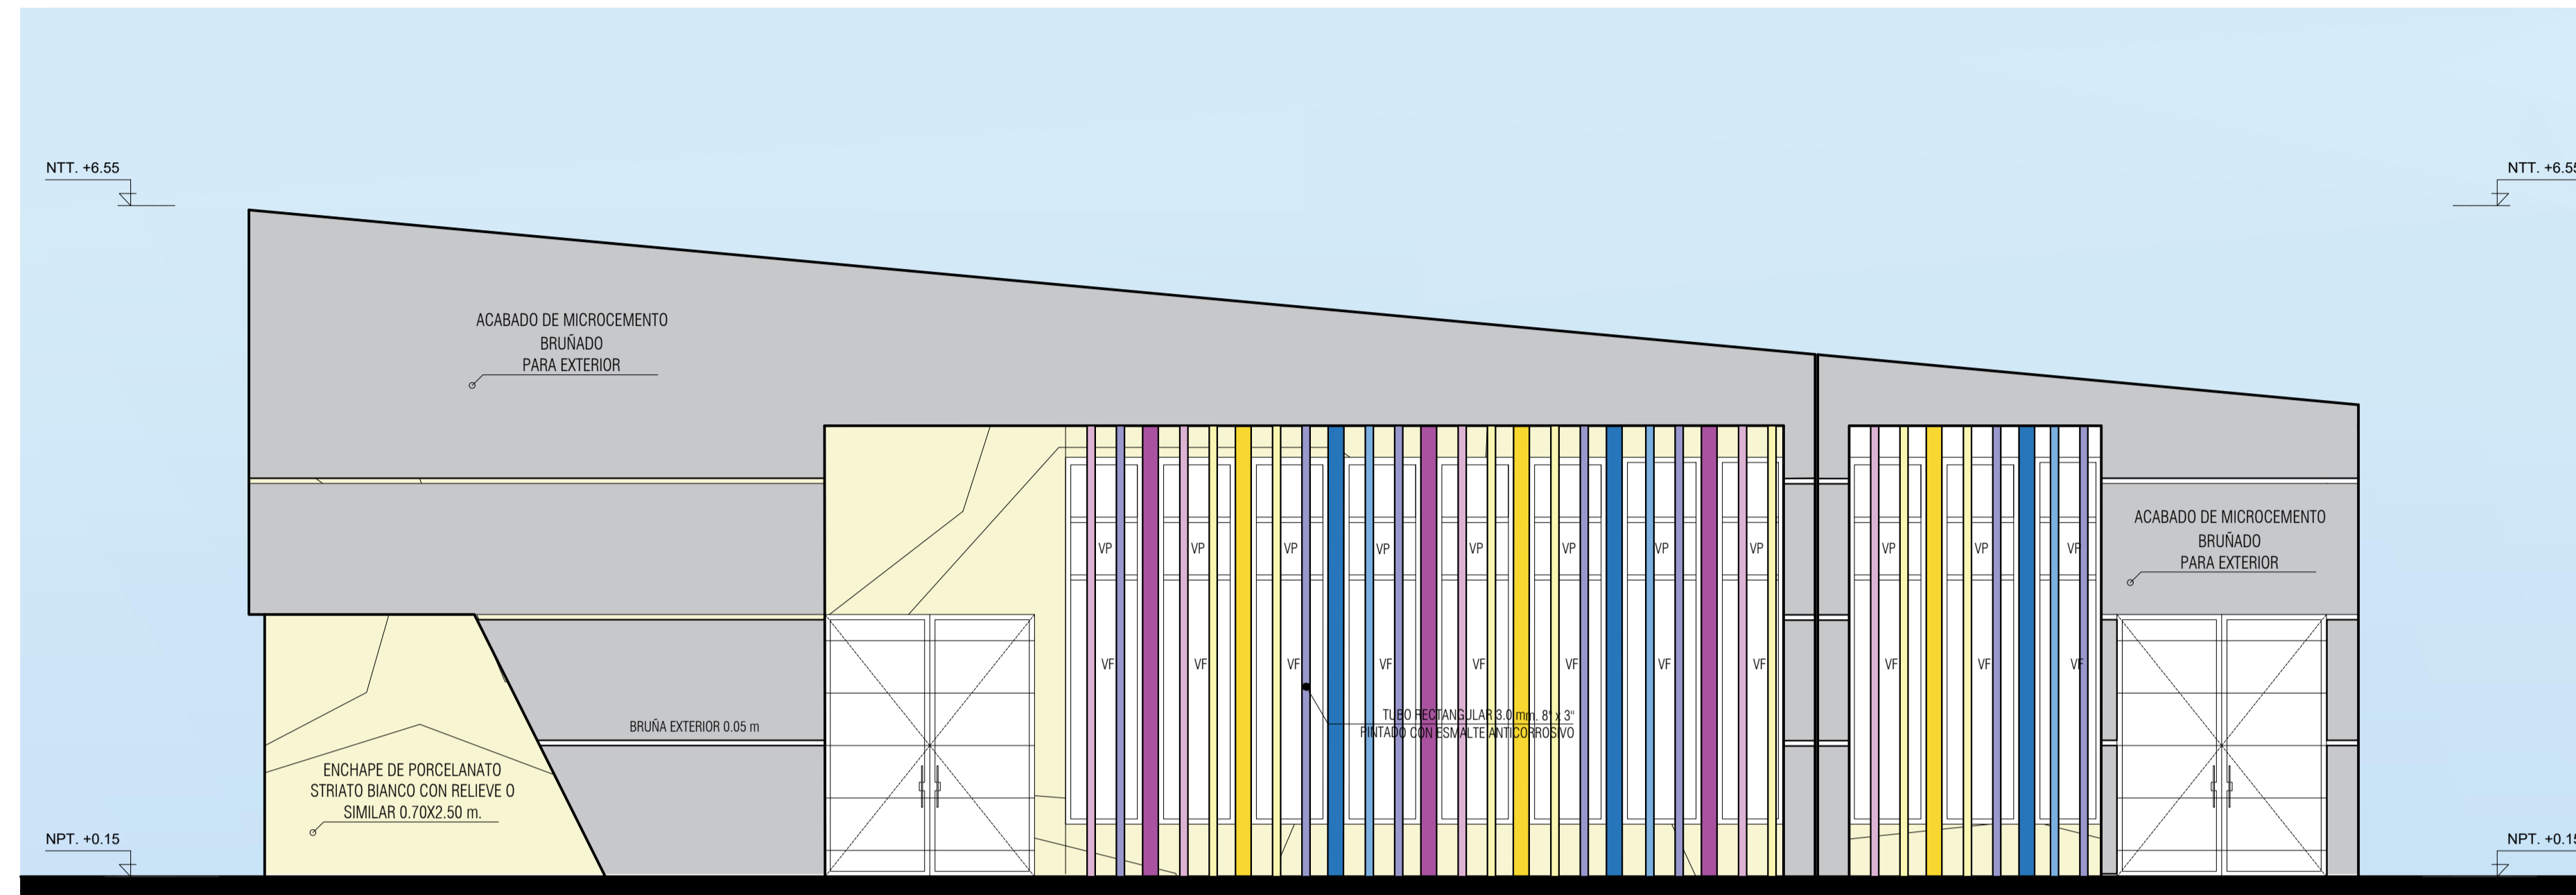 NTT. +6.55
NTT. +6.55
ACABADO DE MICROCEMENTO
BRUÑADO
PARA EXTERIOR
ACABADO DE MICROCEMENTO
BRUÑADO
PARA EXTERIOR
VP VP VP VP VP VP VP VP VP VP VP
VF VF VF VF VF VF VF VF VF VF VF
TUBO RECTANGULAR 3.0 mm. 8" x 3"
PINTADO CON ESMALTE ANTICORROSIVO
BRUÑA EXTERIOR 0.05 m
ENCHAPE DE PORCELANATO
STRIATO BIANCO CON RELIEVE O
SIMILAR 0.70X2.50 m.
NPT. +0.15
NPT. +0.15